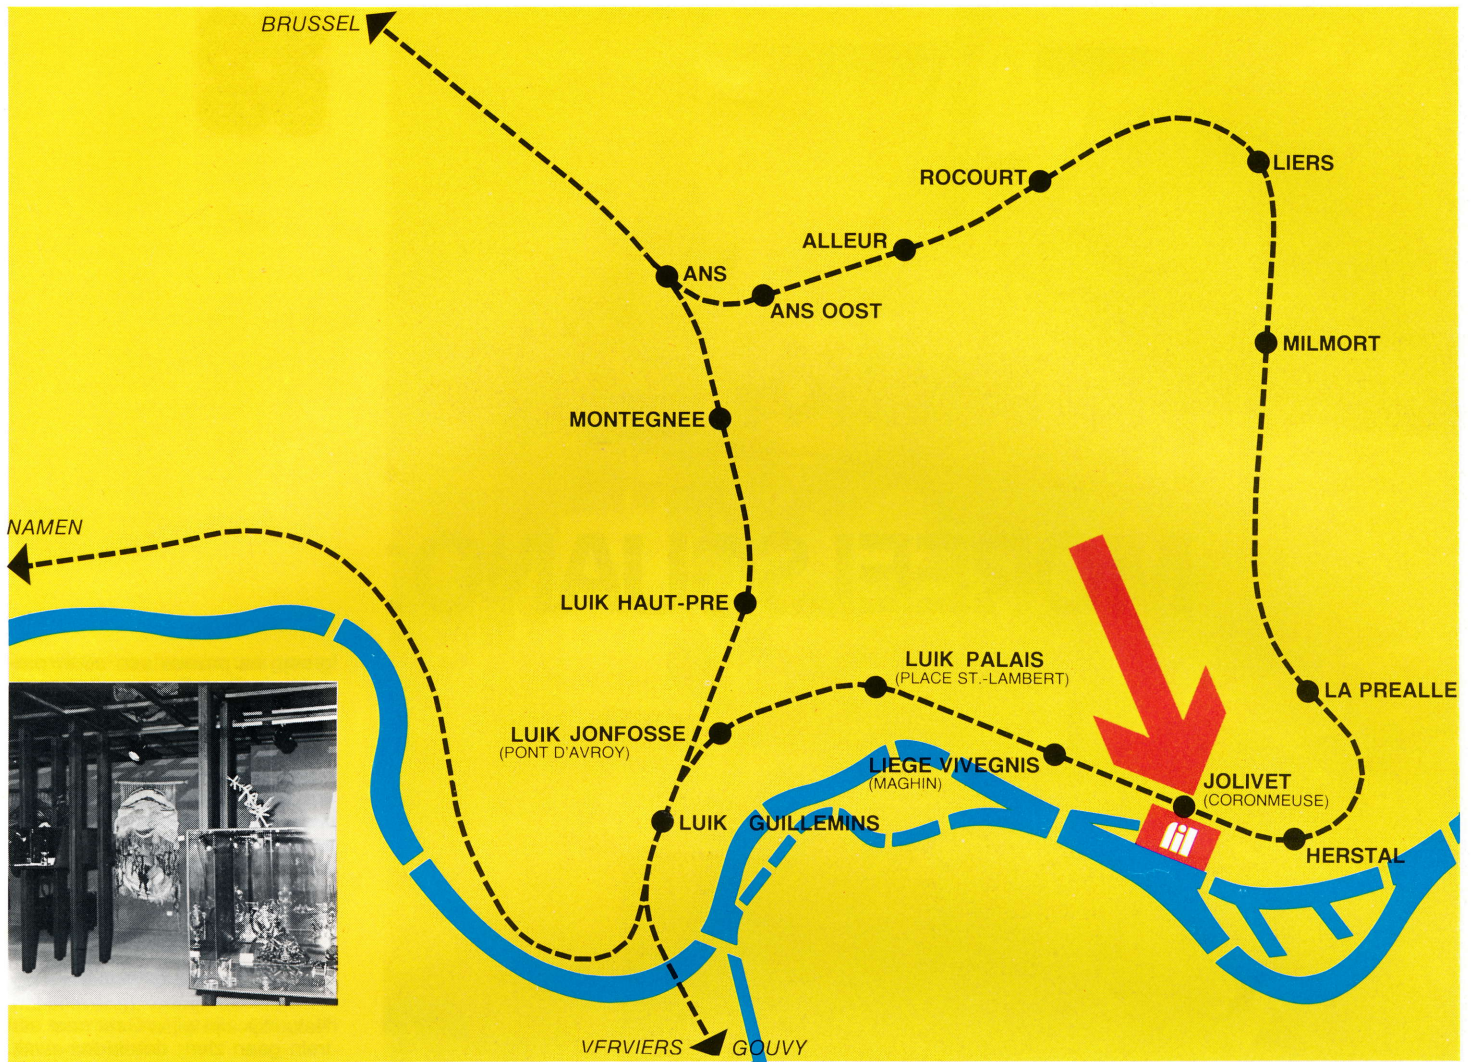 BRUSSEL
LIERS
ROCOURT
ALLEUR
ANS
ANS OOST
MILMORT
MONTEGNEE
NAMEN
LUIK HAUT-PRE
LUIK PALAIS
(PLACE ST.-LAMBERT)
LA PREALLE
LUIK JONFOSSE
(PONT D'AVROY)
LIEGE VIVEGNIS
(MAGHIN)
JOLIVET
(CORONMEUSE)
LUIK GUILLEMINS
fil
HERSTAL
VERVIERS
GOUVY